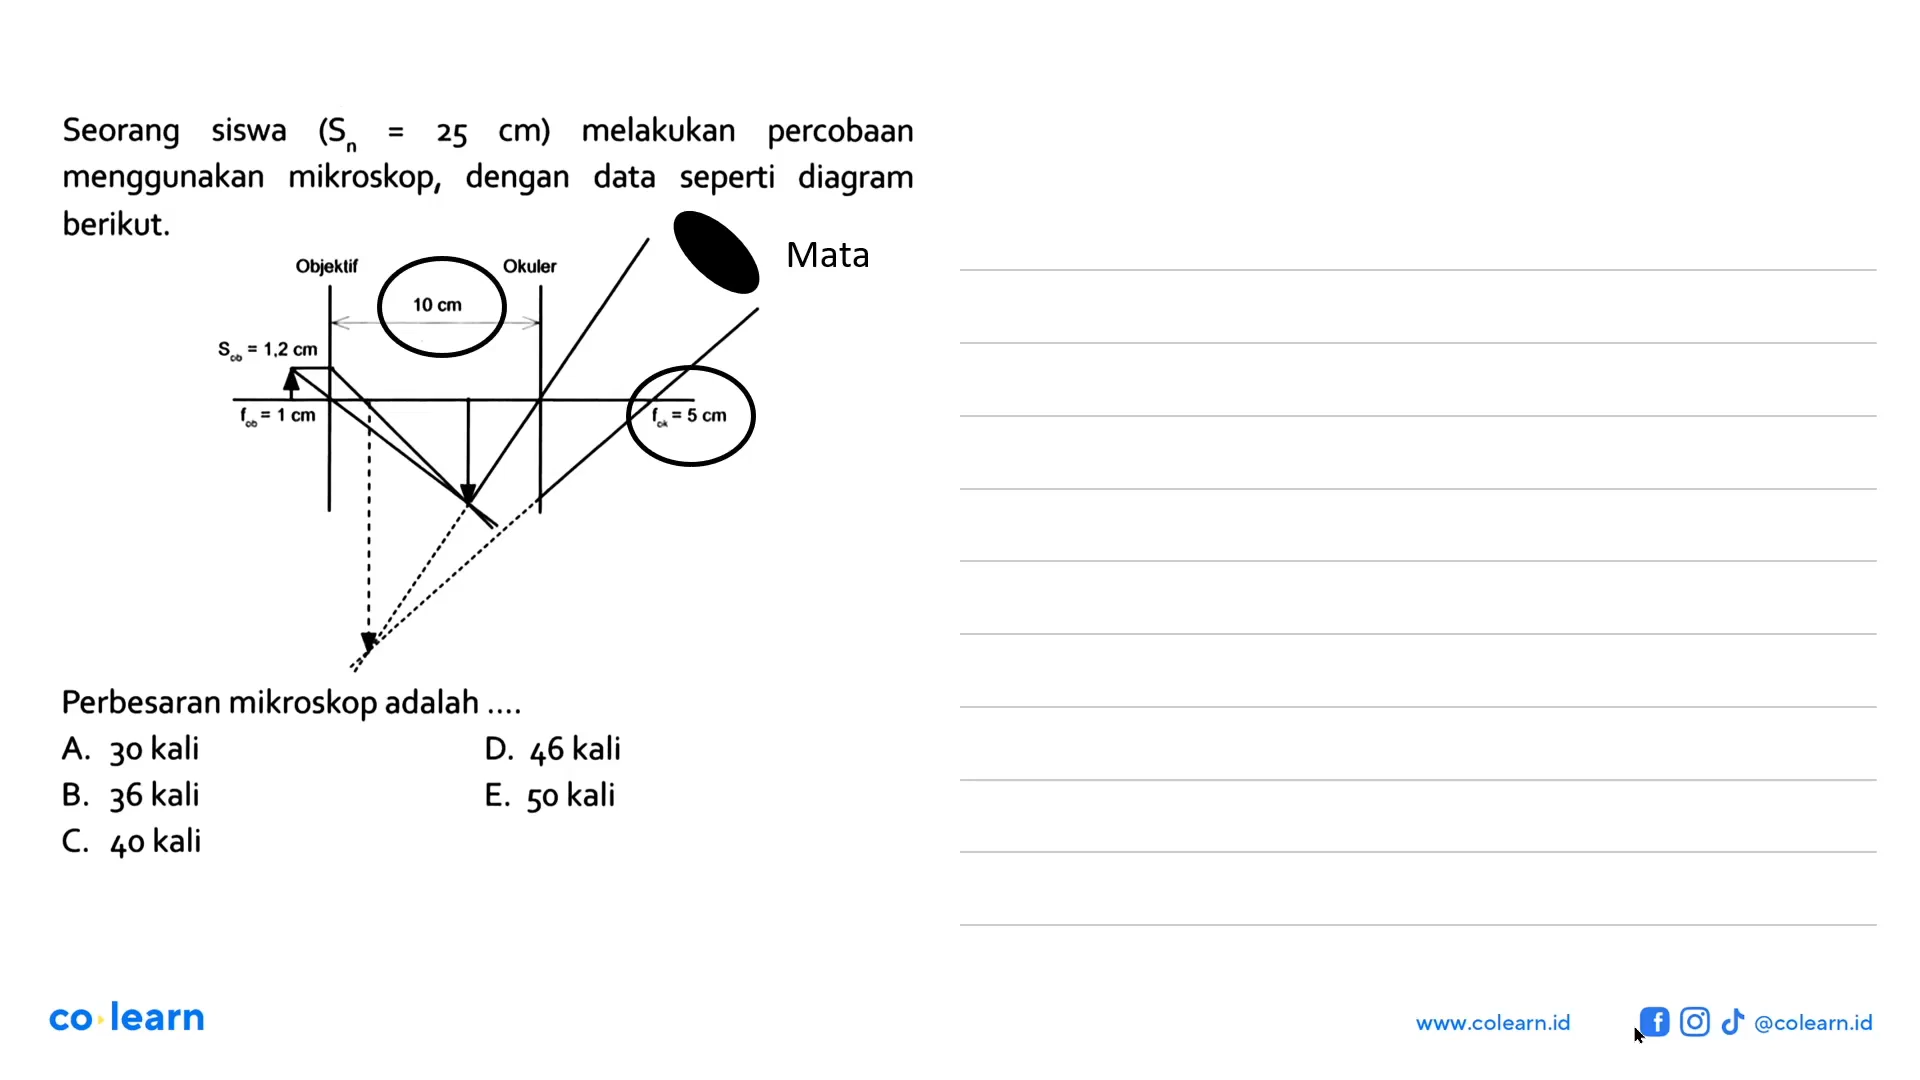 Seorang siswa (Sn = 25 cm) melakukan percobaan
menggunakan mikroskop, dengan data seperti diagram
berikut.
Mata
Objektif
Okuler
10 cm
Sob = 1,2 cm
fob = 1 cm
fok = 5 cm
Perbesaran mikroskop adalah ....
A. 30 kali
D. 46 kali
B. 36 kali
E. 50 kali
C. 40 kali
co learn
www.colearn.id
@colearn.id